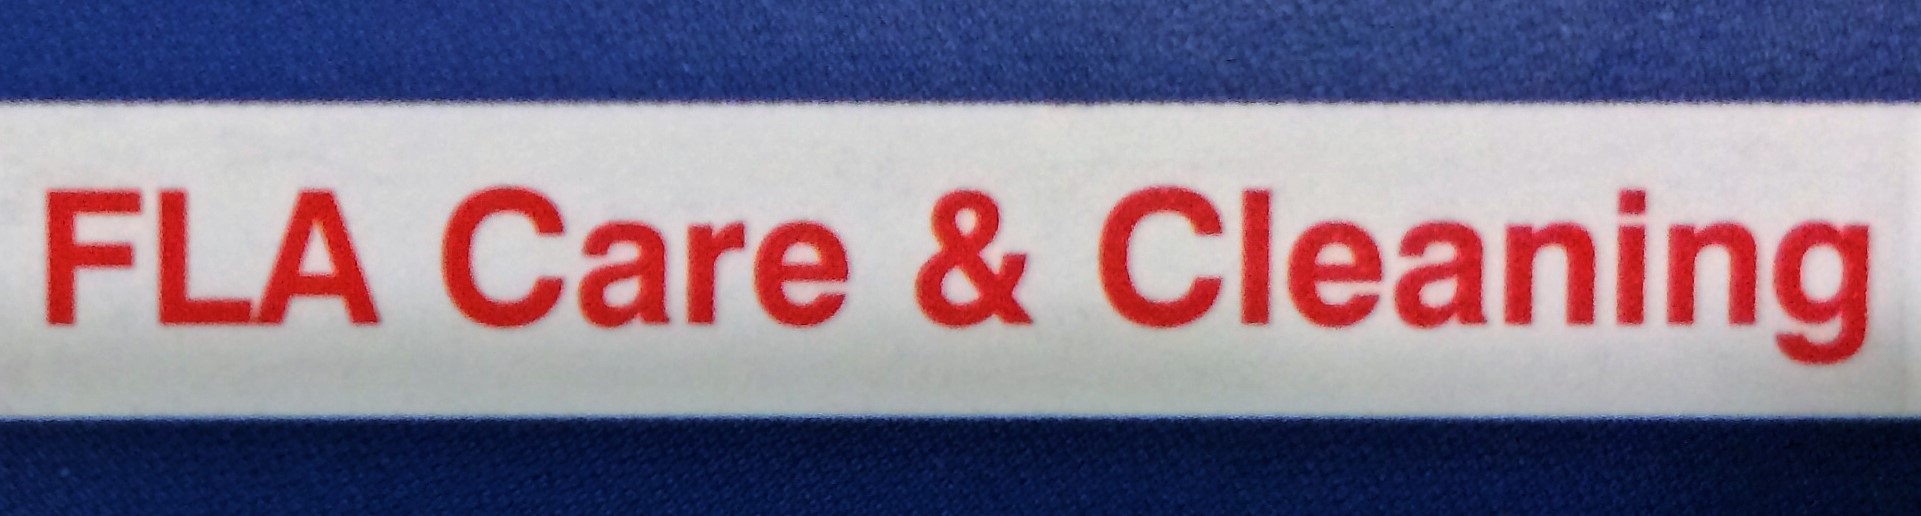 FLA Care & Cleaning